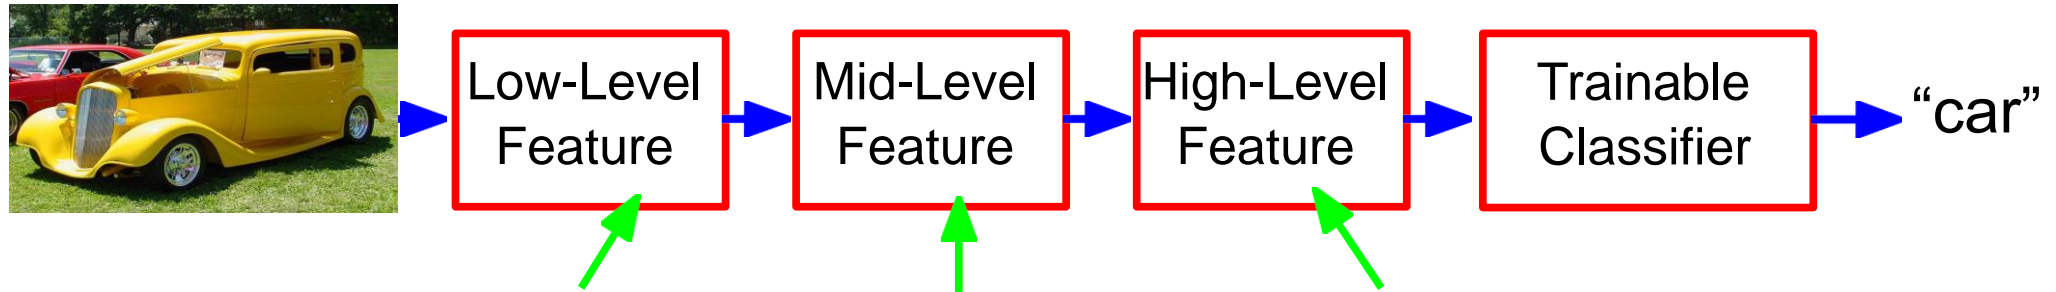 Low-Level
Feature
Mid-Level
Feature
High-Level
Feature
Trainable
Classifier
“car”